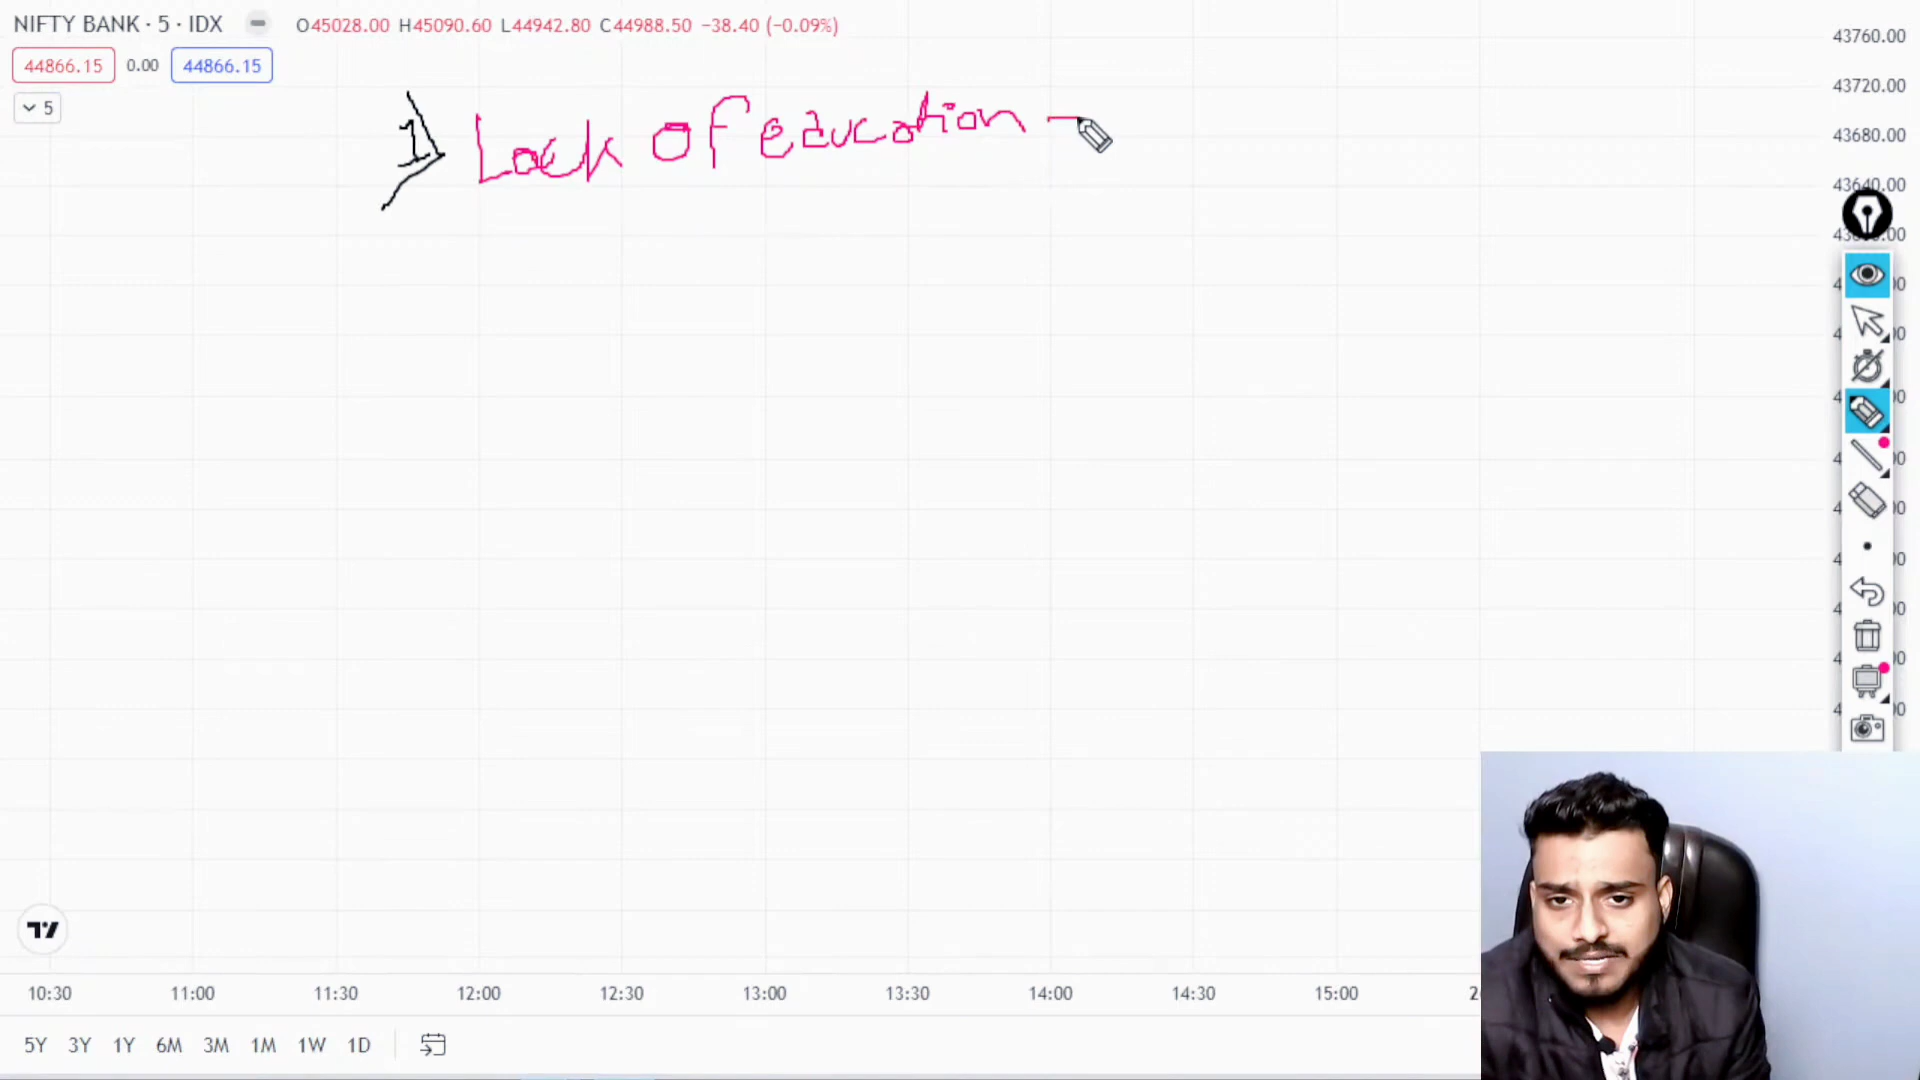 NIFTY BANK · 5 · IDX O45028.00 H45090.60 L44942.80 C44988.50 −38.40 (−0.09%)
44866.15 0.00 44866.15
5
1) Lack of education -
43760.00
43720.00
43680.00
43640.00
10:30 11:00 11:30 12:00 12:30 13:00 13:30 14:00 14:30 15:00
5Y 3Y 1Y 6M 3M 1M 1W 1D